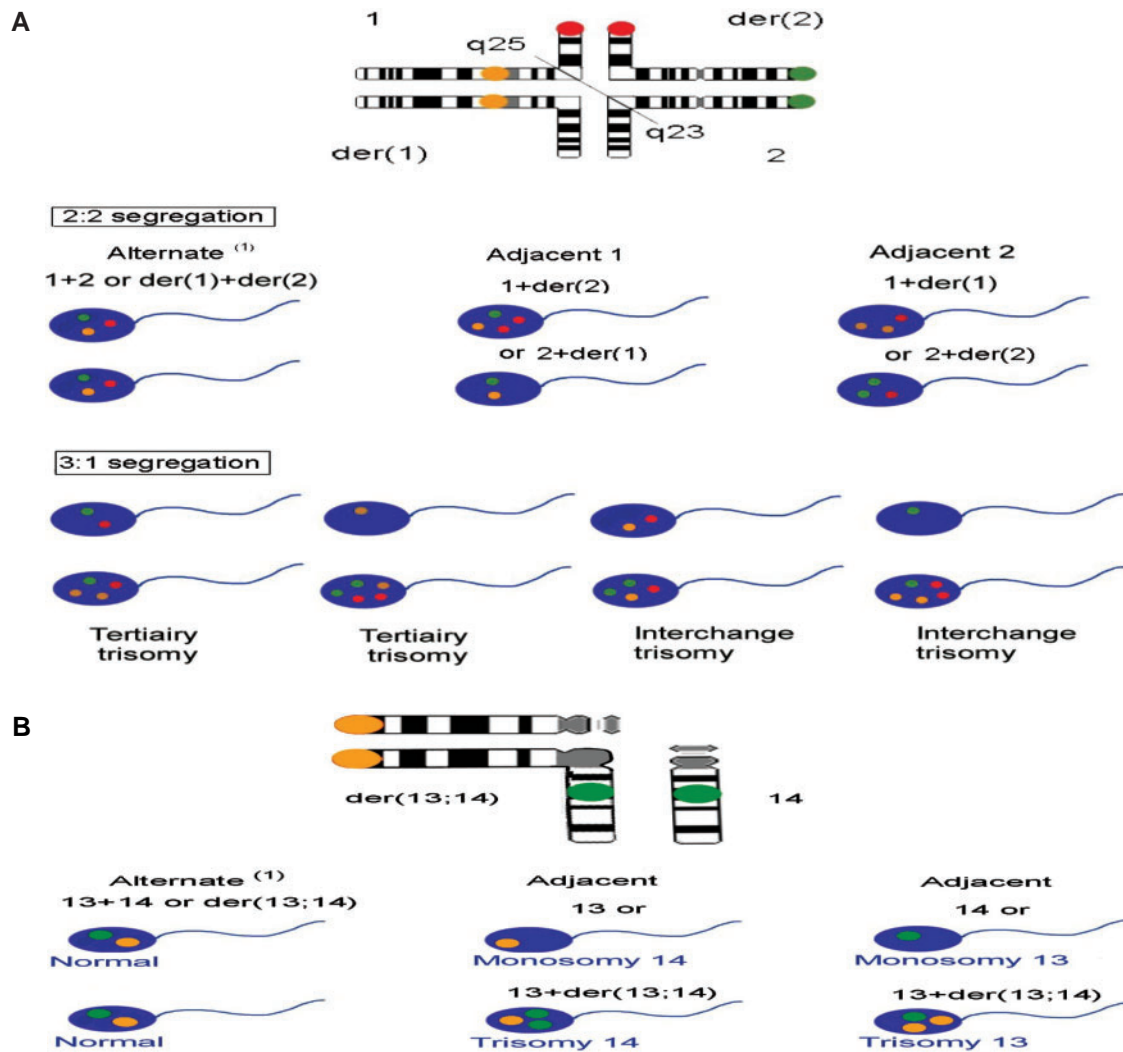 A
1
der(2)
q25
q23
der(1)
2
2:2 segregation
Alternate (1)
1+2 or der(1)+der(2)
Adjacent 1
1+der(2)
or 2+der(1)
Adjacent 2
1+der(1)
or 2+der(2)
3:1 segregation
Tertiairy
trisomy
Tertiairy
trisomy
Interchange
trisomy
Interchange
trisomy
B
der(13;14)
14
Alternate (1)
13+14 or der(13;14)
Normal
Normal
Adjacent
13 or
Monosomy 14
13+der(13;14)
Trisomy 14
Adjacent
14 or
Monosomy 13
13+der(13;14)
Trisomy 13